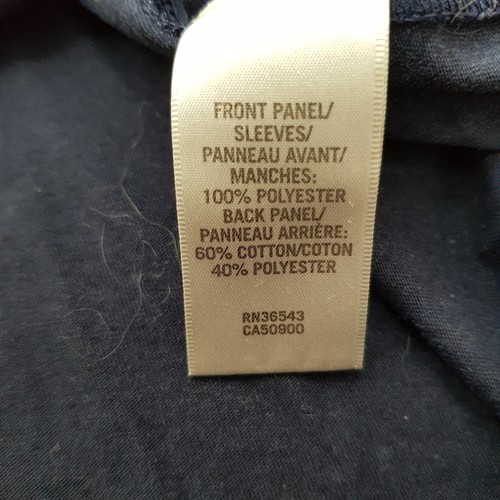 FRONT PANEL/
SLEEVES/
PANNEAU AVANT/
MANCHES:
100% POLYESTER
BACK PANEL/
PANNEAU ARRIÈRE:
60% COTTON/COTON
40% POLYESTER
RN36543
CA50900